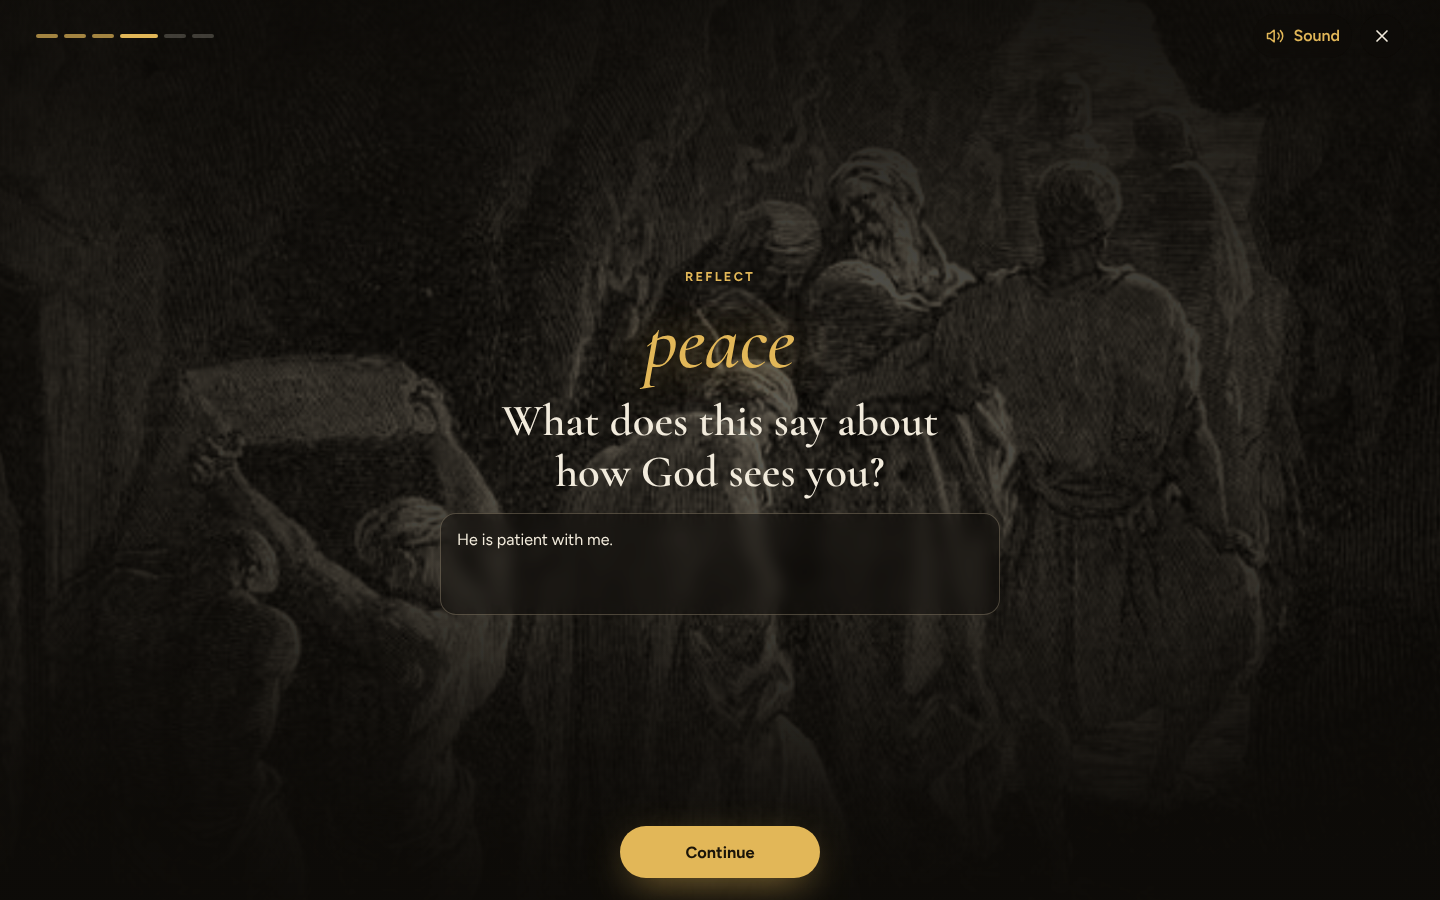 Sound
REFLECT
peace
What does this say about
how God sees you?
He is patient with me.
Continue